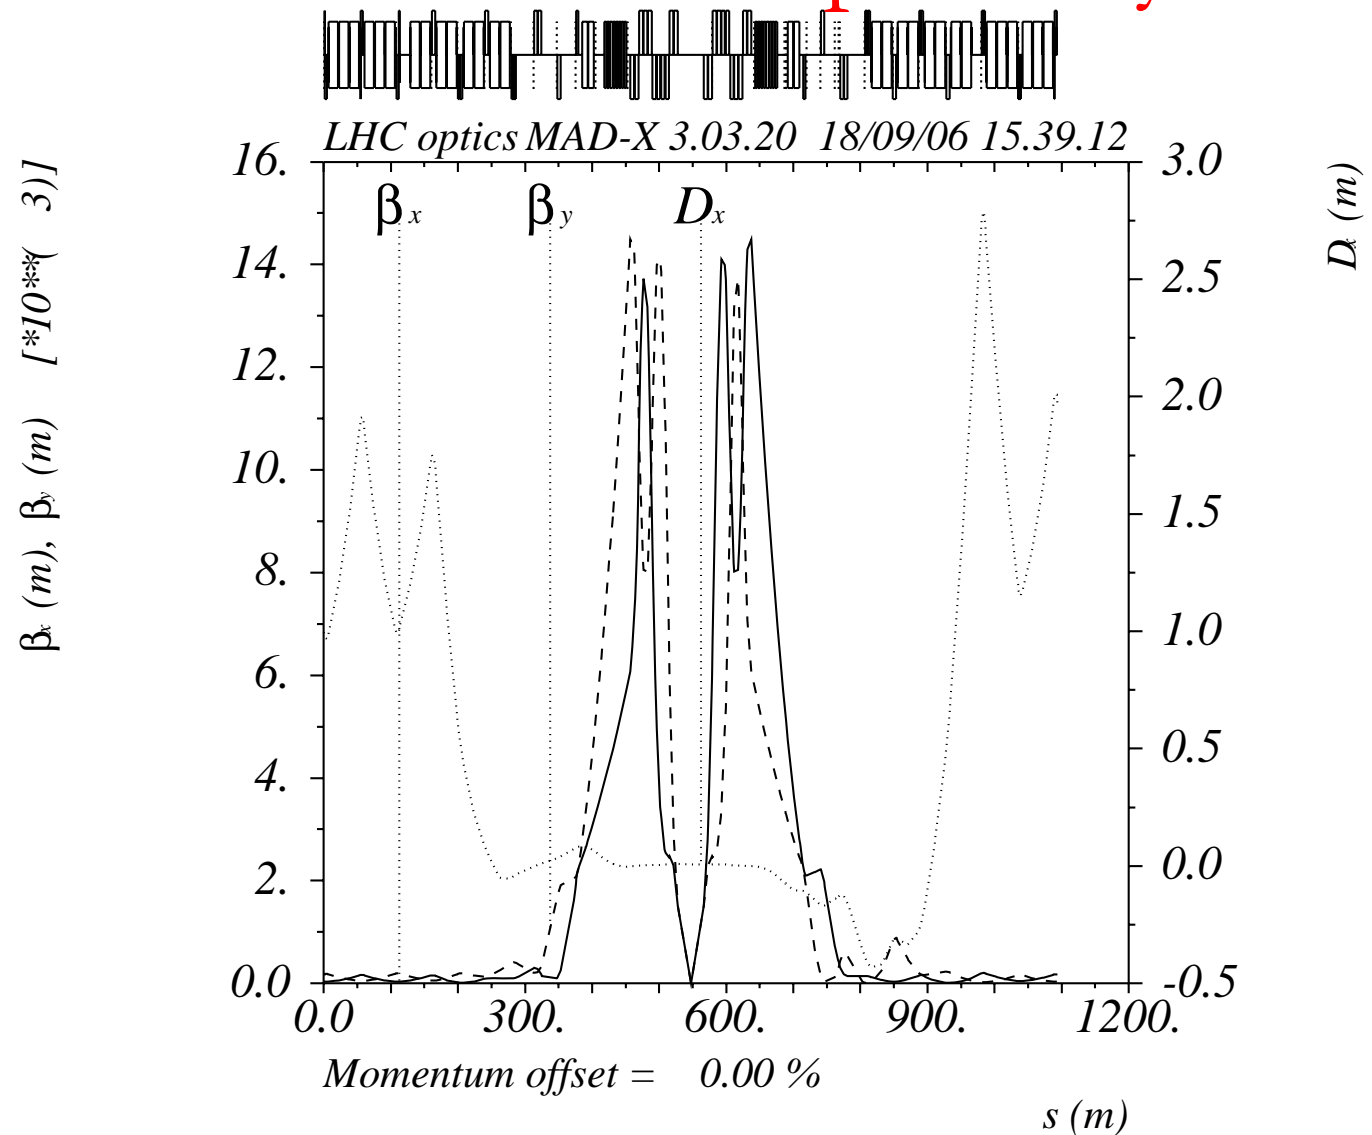 LHC optics MAD-X 3.03.20 18/09/06 15.39.12
βx (m), βy (m) [*10**( 3)]
16.
14.
12.
10.
8.
6.
4.
2.
0.0
βx βy Dx
3.0
2.5
2.0
1.5
1.0
0.5
0.0
-0.5
Dx (m)
0.0 300. 600. 900. 1200.
Momentum offset = 0.00 %
s (m)